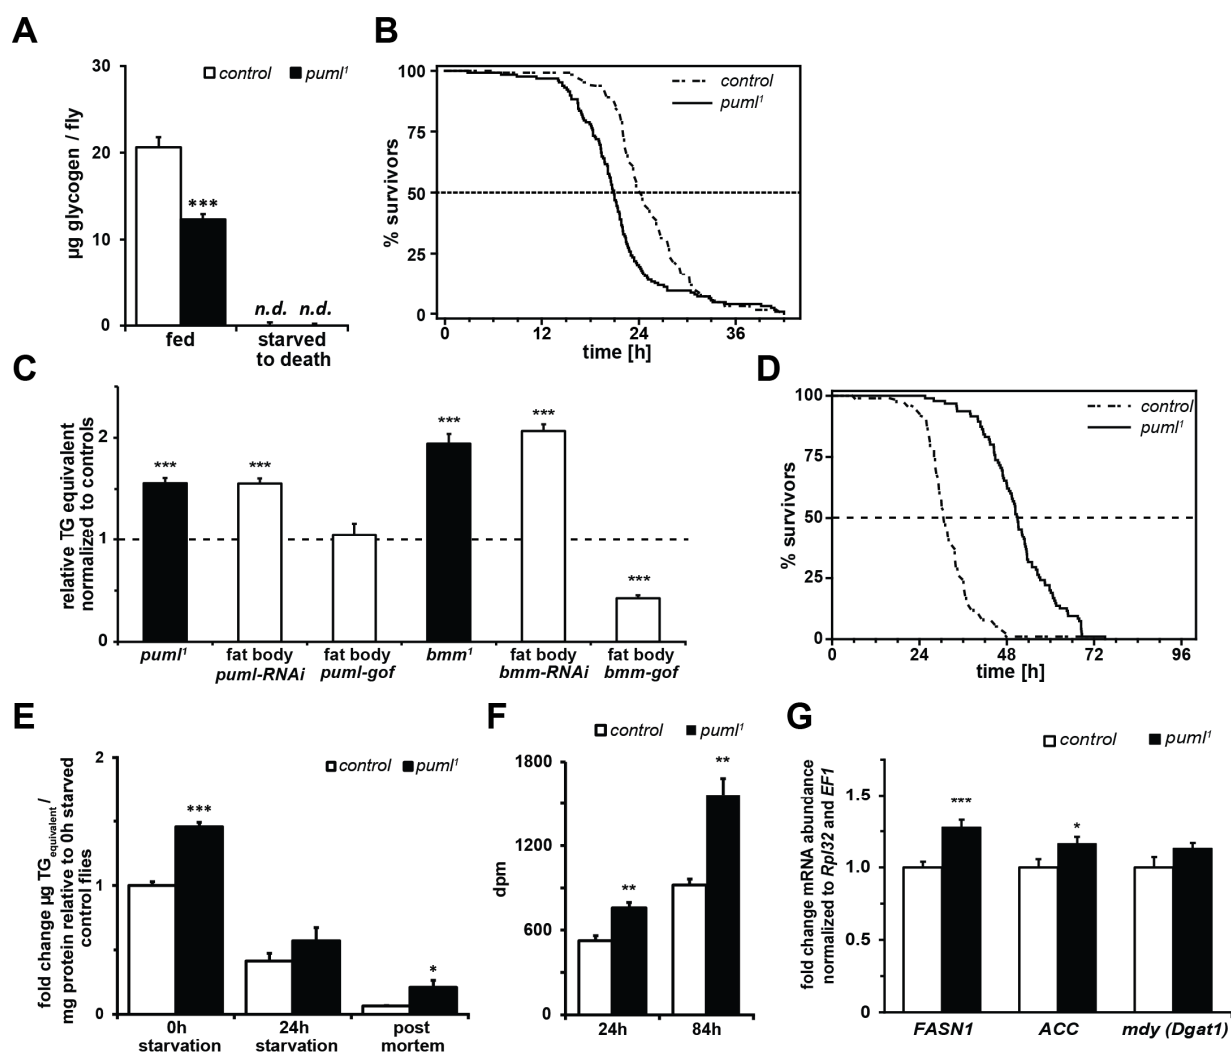 A
30
20
10
0
µg glycogen / fly
control puml¹
***
n.d. n.d.
fed
starved
to death
B
100
75
50
25
0
% survivors
control
puml¹
0 12 24 36
time [h]
C
2
1
0
relative TG equivalent
normalized to controls
*** *** *** *** ***
puml¹
fat body
puml-RNAi
fat body
puml-gof
bmm¹
fat body
bmm-RNAi
fat body
bmm-gof
D
100
75
50
25
0
% survivors
control
puml¹
0 24 48 72 96
time [h]
E
2
1
0
fold change µg TGequivalent /
mg protein relative to 0h starved
control flies
control puml¹
***
*
0h
starvation
24h
starvation
post
mortem
F
control puml¹
1800
1200
600
0
dpm
**
**
24h 84h
G
control puml¹
1.5
1.0
0.5
0
fold change mRNA abundance
normalized to Rpl32 and EF1
***
*
FASN1 ACC mdy (Dgat1)